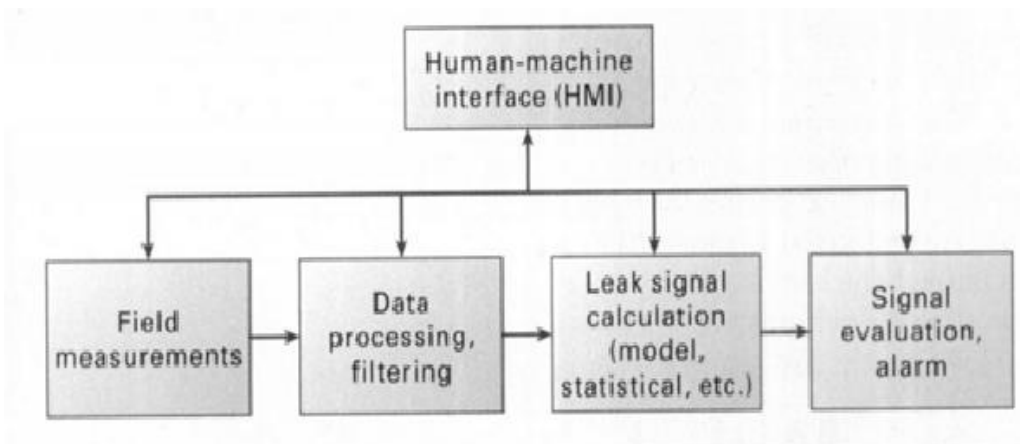 Human-machine
interface (HMI)
Field
measurements
Data
processing,
filtering
Leak signal
calculation
(model,
statistical, etc.)
Signal
evaluation,
alarm